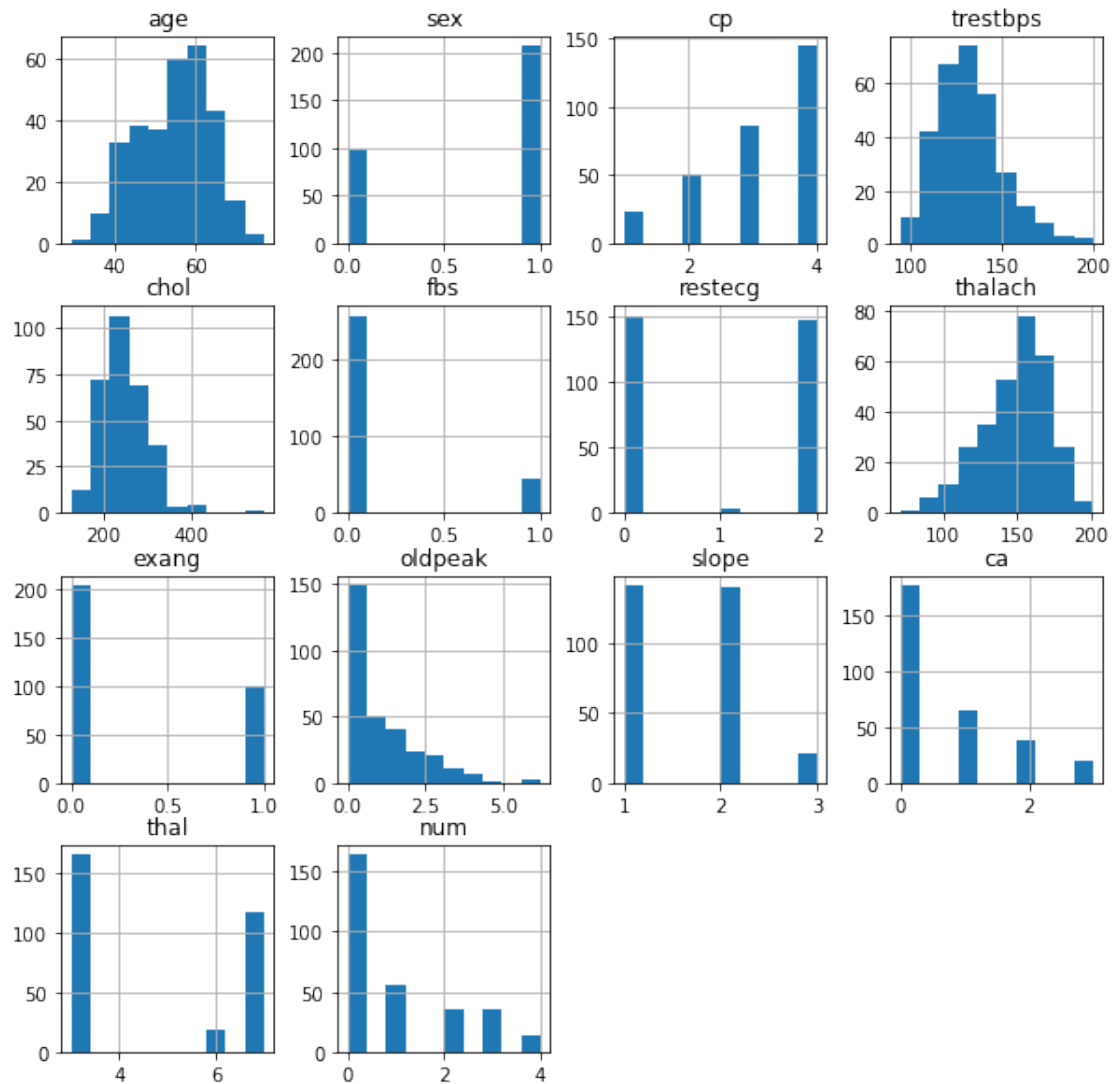 age sex cp trestbps
60 40 20 0
200 150 100 50 0
150 100 50 0
60 40 20 0
40 60
0.0 0.5 1.0
2 4
100 150 200
chol fbs restecg thalach
100 75 50 25 0
200 100 0
150 100 50 0
80 60 40 20 0
200 400
0.0 0.5 1.0
0 1 2
100 150 200
exang oldpeak slope ca
200 150 100 50 0
150 100 50 0
100 50 0
150 100 50 0
0.0 0.5 1.0
0.0 2.5 5.0
1 2 3
0 2
thal num
150 100 50 0
150 100 50 0
4 6
0 2 4